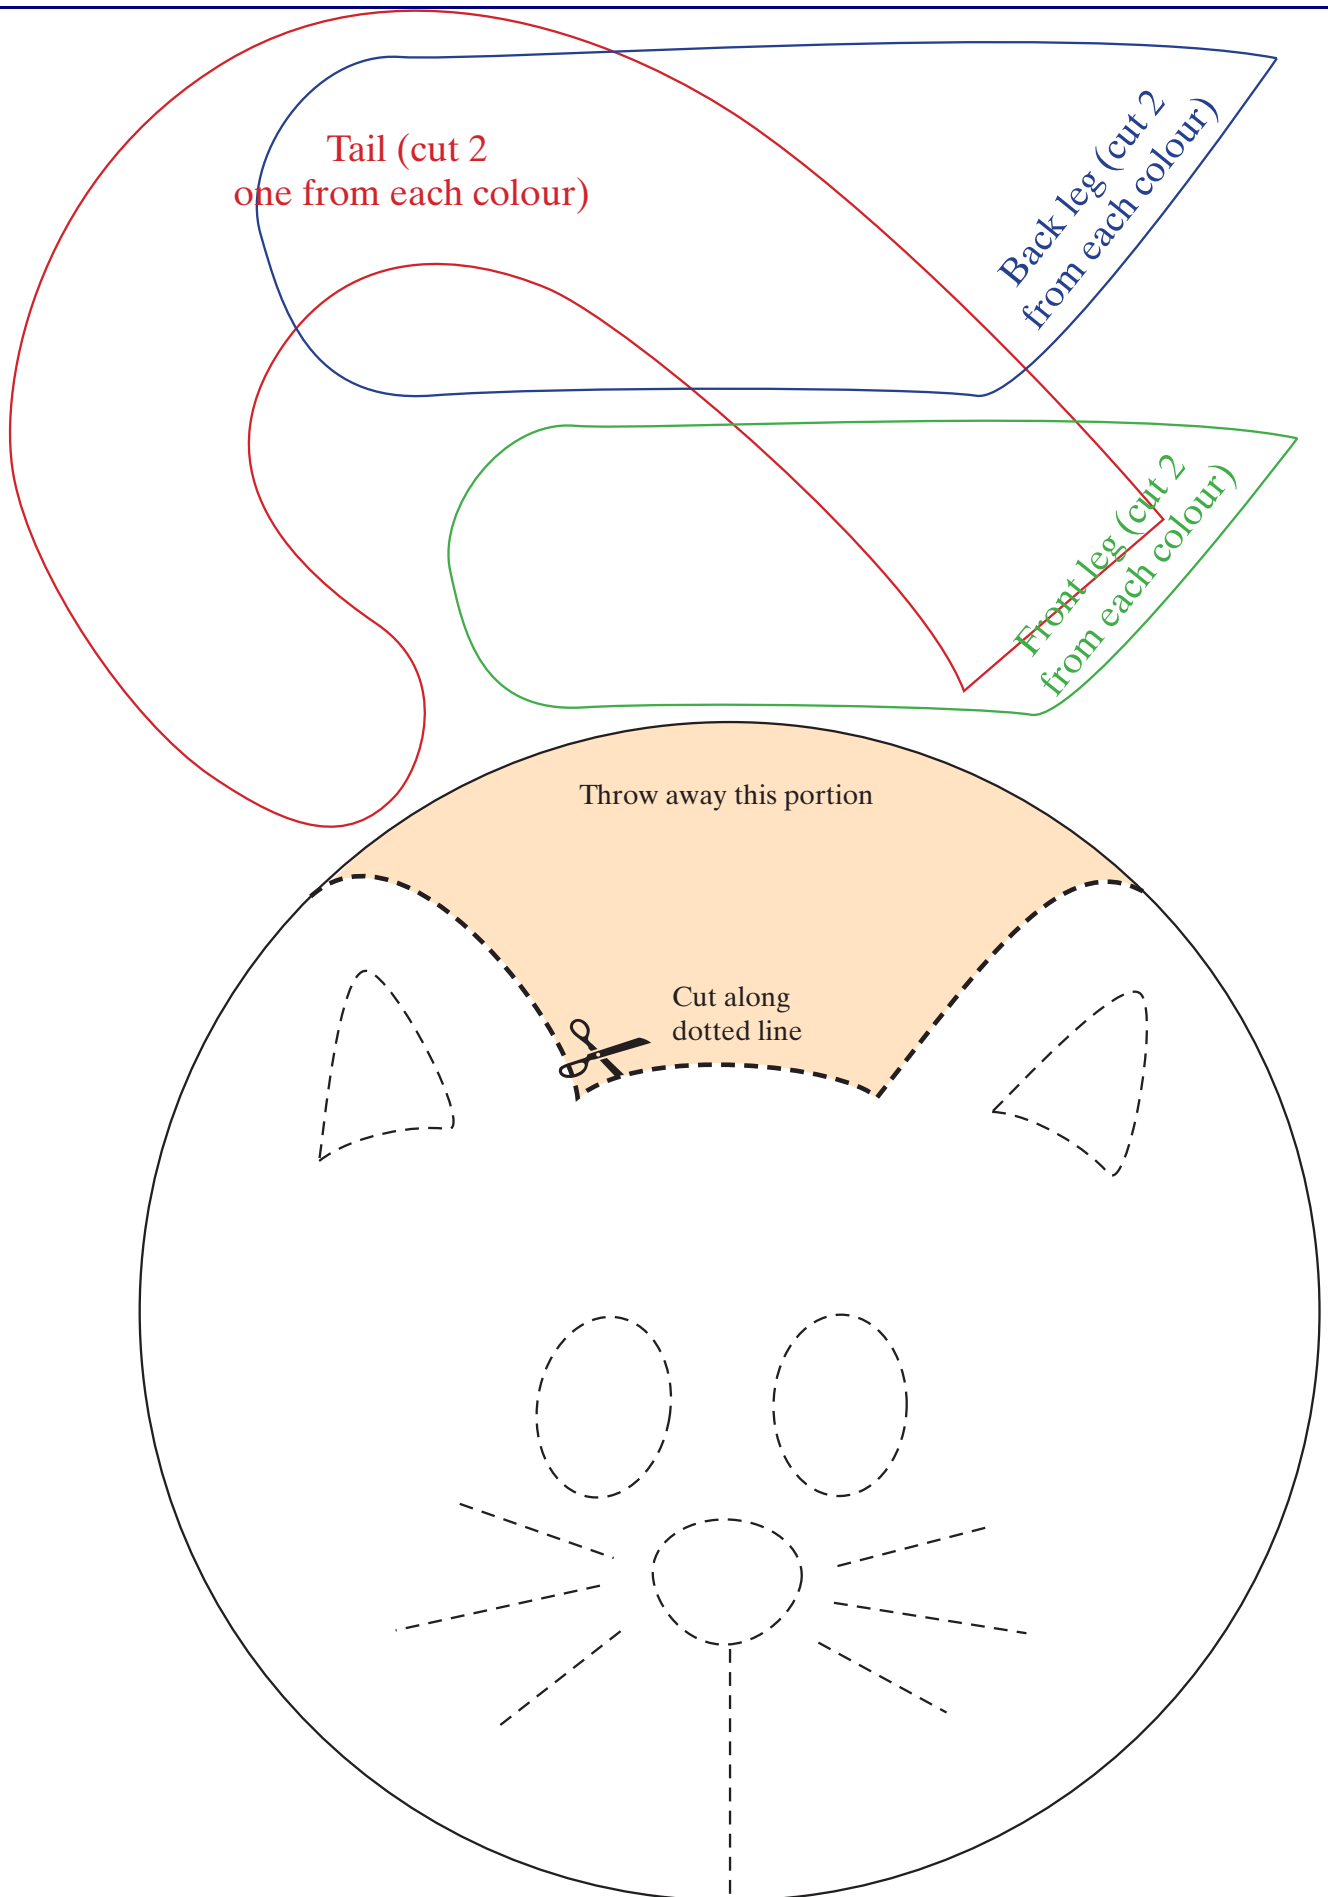 Tail (cut 2
one from each colour)
Back leg (cut 2
from each colour)
Front leg (cut 2
from each colour)
Throw away this portion
Cut along
dotted line